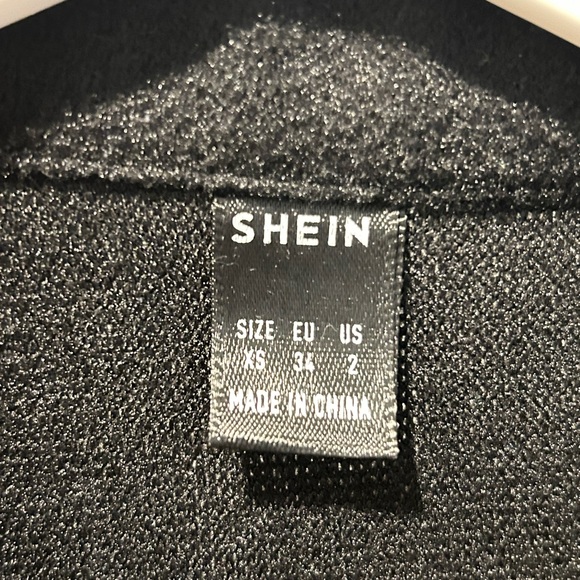 SHEIN
SIZE EU US
XS 34 2
MADE IN CHINA